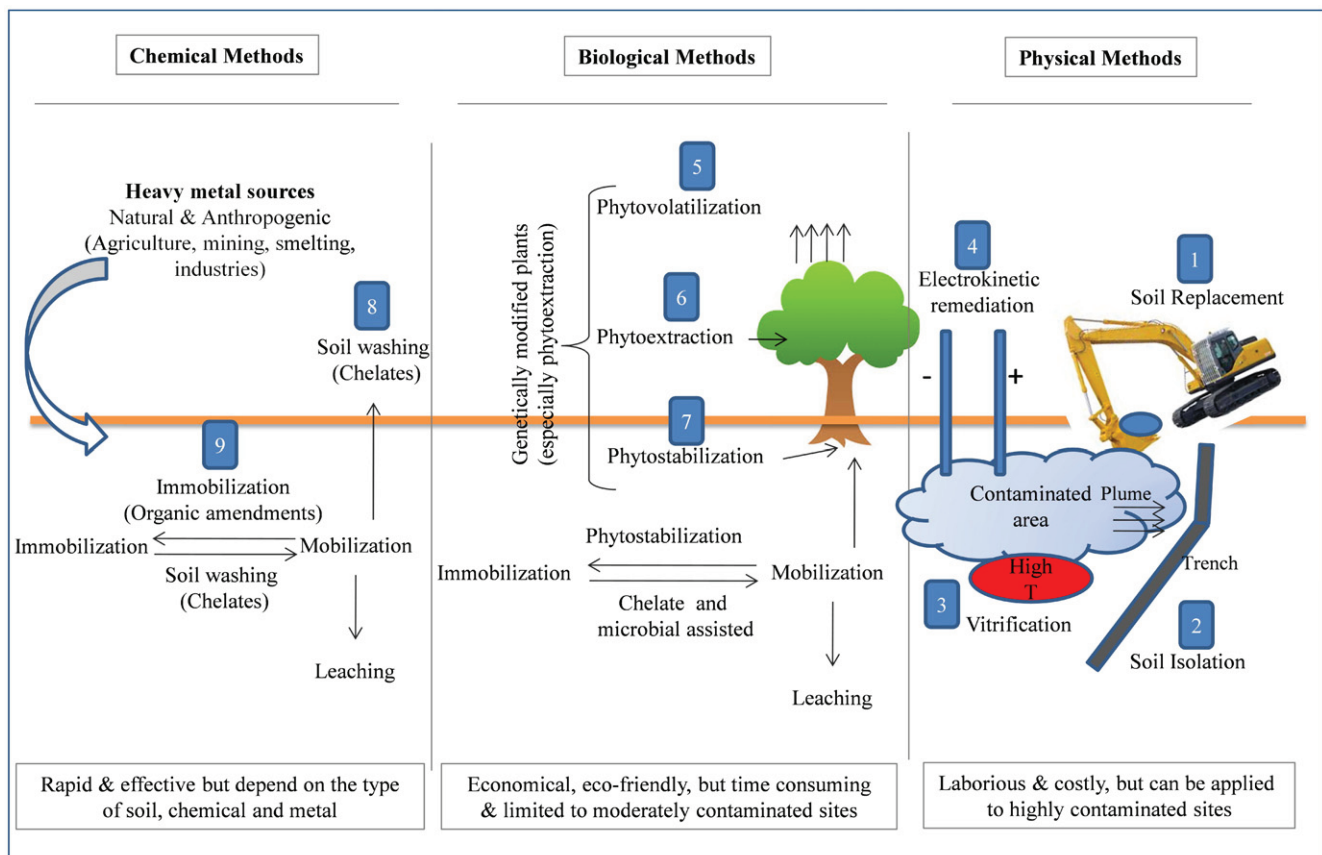 Chemical Methods
Heavy metal sources
Natural & Anthropogenic
(Agriculture, mining, smelting,
industries)
8
Soil washing
(Chelates)
9
Immobilization
(Organic amendments)
Immobilization
Mobilization
Soil washing
(Chelates)
Leaching
Rapid & effective but depend on the type
of soil, chemical and metal
Biological Methods
Genetically modified plants
(especially phytoextraction)
5
Phytovolatilization
6
Phytoextraction
7
Phytostabilization
Phytostabilization
Immobilization
Mobilization
Chelate and
microbial assisted
Leaching
Economical, eco-friendly, but time consuming
& limited to moderately contaminated sites
Physical Methods
4
Electrokinetic
remediation
- +
1
Soil Replacement
Contaminated
area
Plume
High
T
3
Vitrification
Trench
2
Soil Isolation
Laborious & costly, but can be applied
to highly contaminated sites